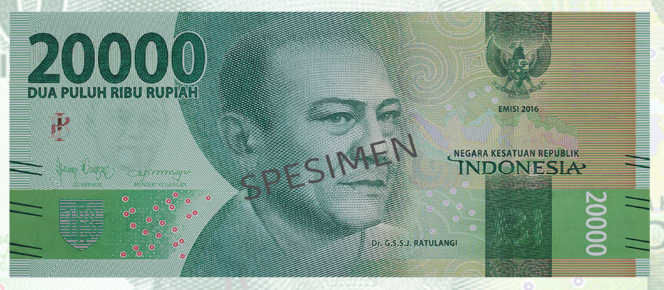 20000
DUA PULUH RIBU RUPIAH
EMISI 2016
SPESIMEN
NEGARA KESATUAN REPUBLIK
INDONESIA
GUBERNUR
MENTERI KEUANGAN
Dr. G.S.S.J. RATULANGI
20000